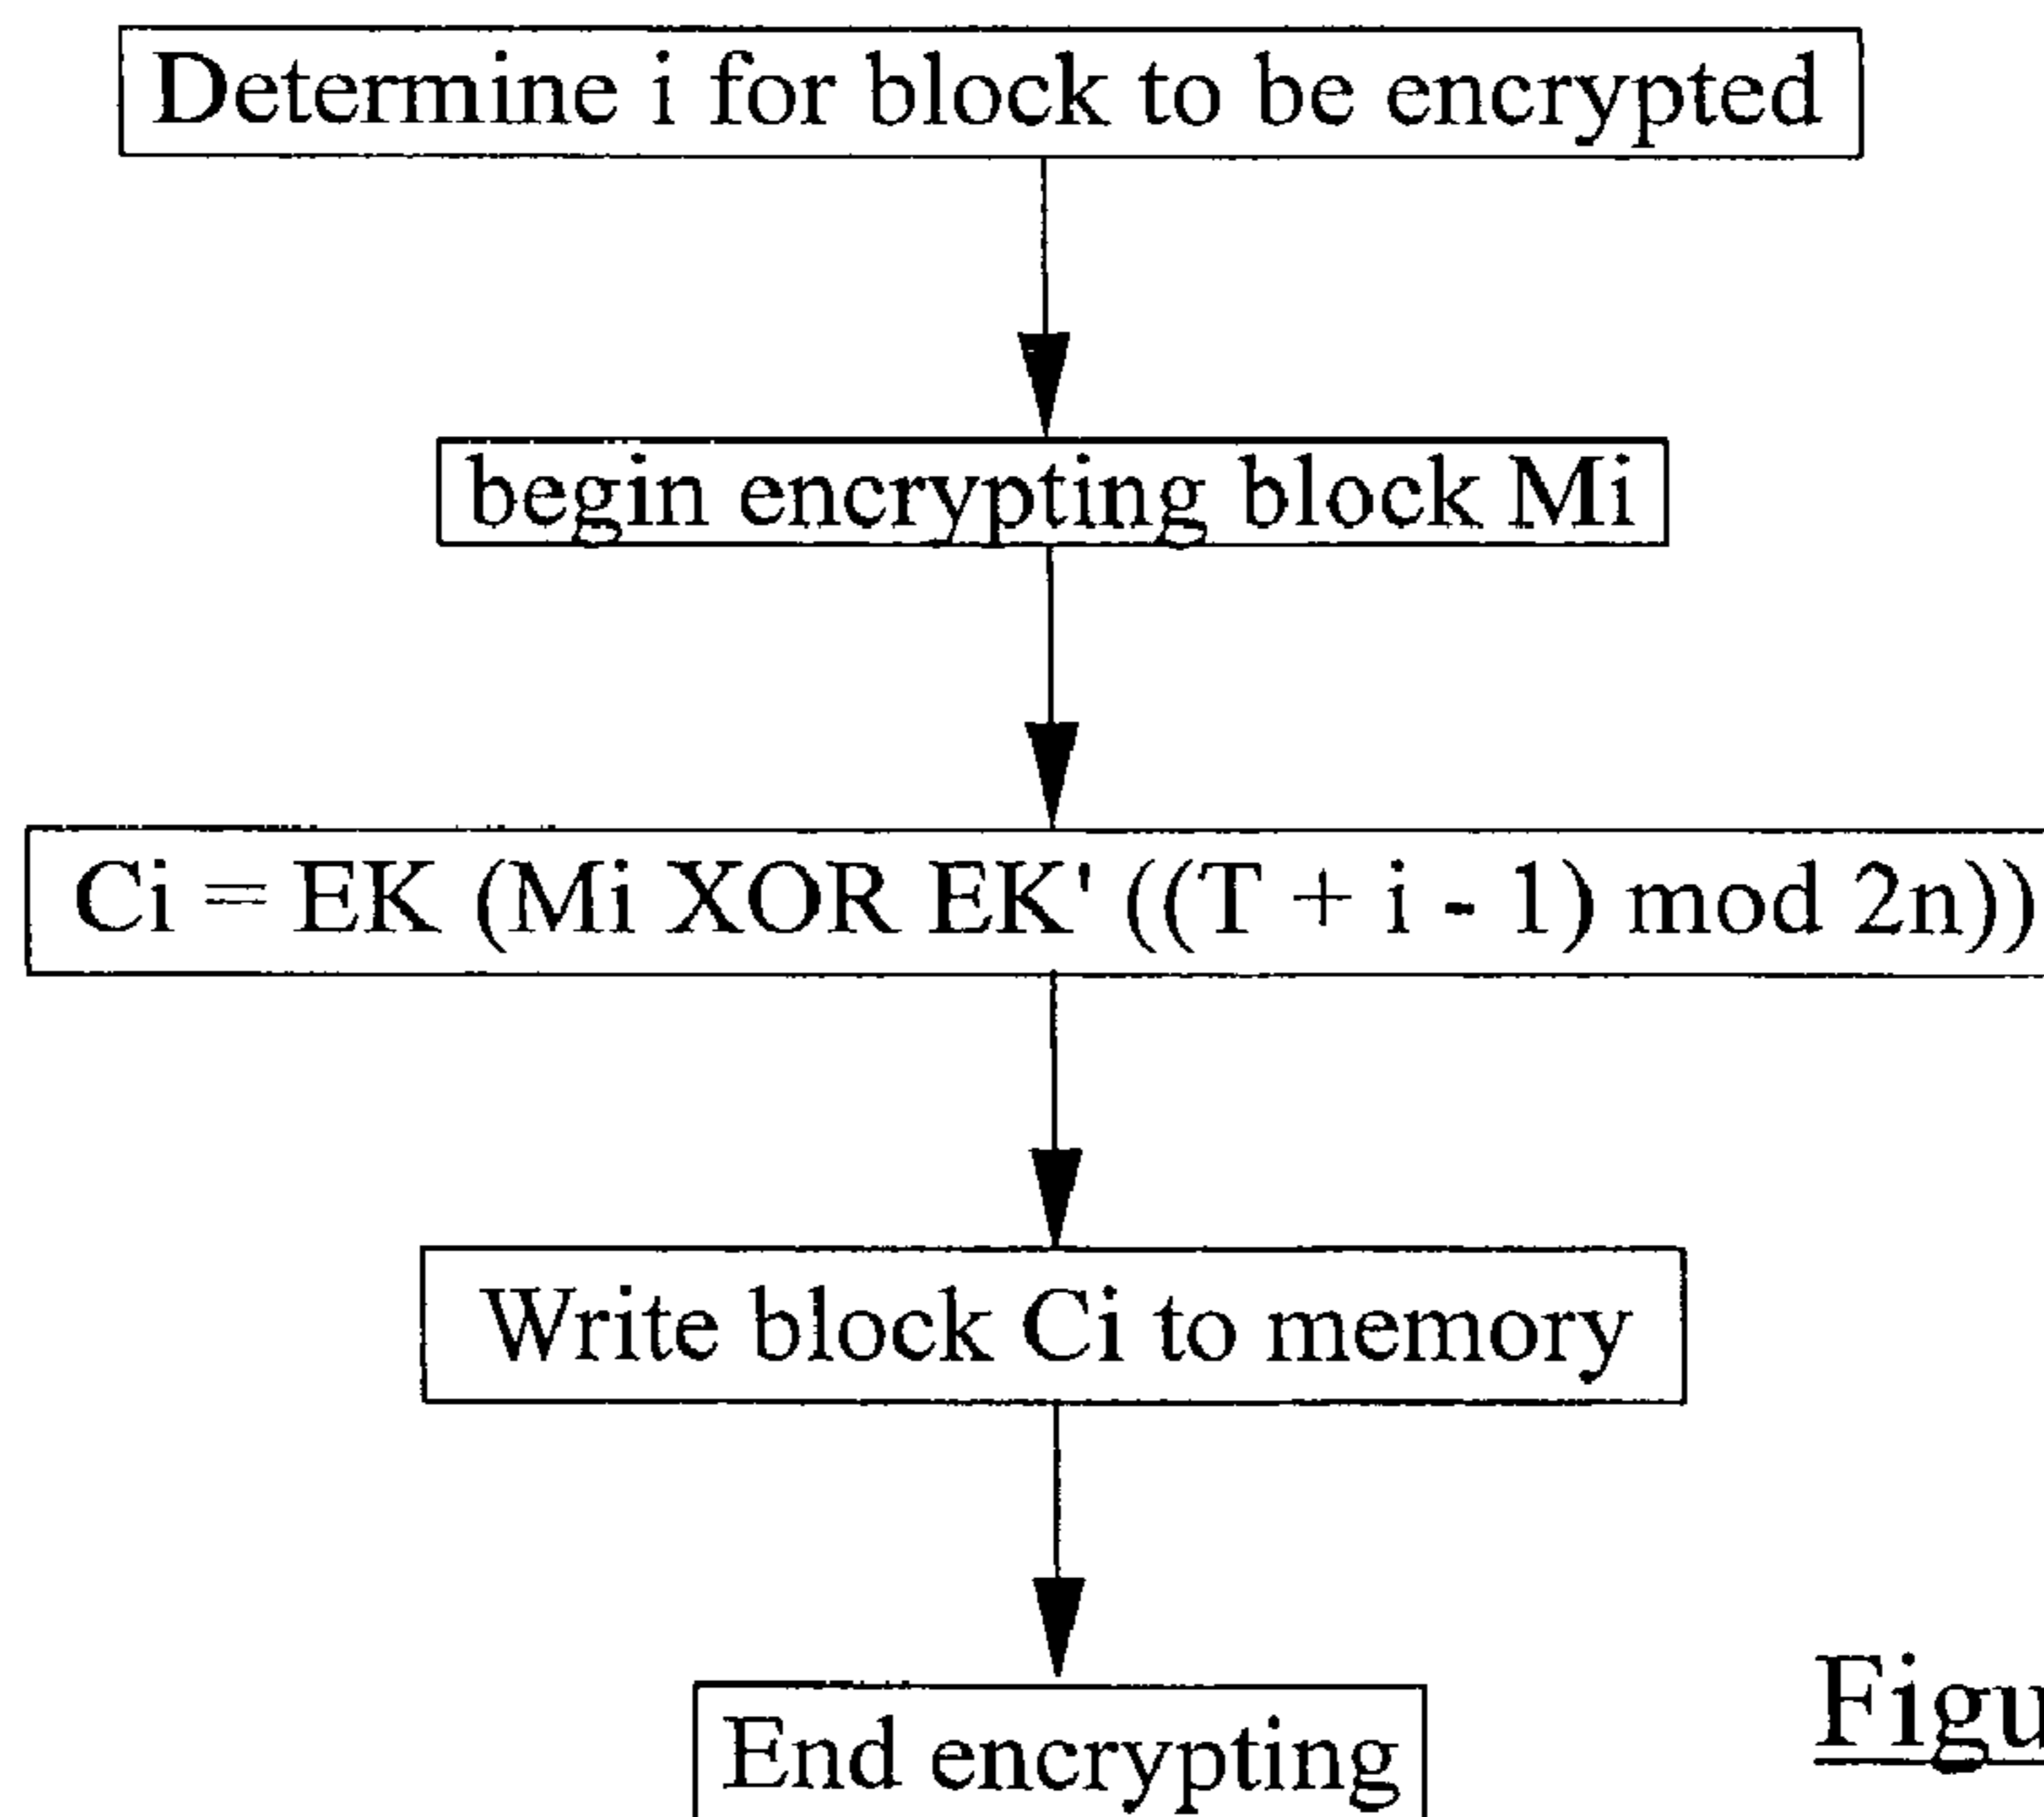 Determine i for block to be encrypted
begin encrypting block Mi
Ci = EK (Mi XOR EK' ((T + i - 1) mod 2n))
Write block Ci to memory
End encrypting